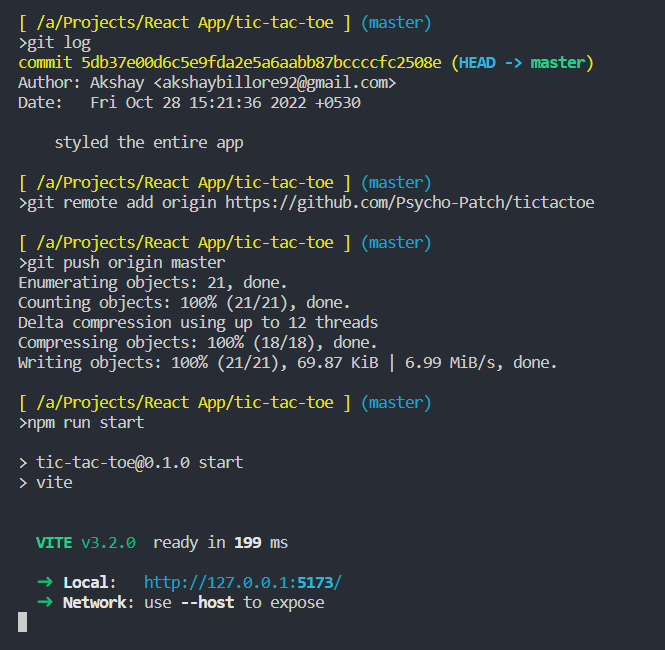 [ /a/Projects/React App/tic-tac-toe ] (master)
>git log
commit 5db37e00d6c5e9fda2e5a6aabb87bccccfc2508e (HEAD -> master)
Author: Akshay <akshaybillore92@gmail.com>
Date:   Fri Oct 28 15:21:36 2022 +0530
    styled the entire app
[ /a/Projects/React App/tic-tac-toe ] (master)
>git remote add origin https://github.com/Psycho-Patch/tictactoe
[ /a/Projects/React App/tic-tac-toe ] (master)
>git push origin master
Enumerating objects: 21, done.
Counting objects: 100% (21/21), done.
Delta compression using up to 12 threads
Compressing objects: 100% (18/18), done.
Writing objects: 100% (21/21), 69.87 KiB | 6.99 MiB/s, done.
[ /a/Projects/React App/tic-tac-toe ] (master)
>npm run start
> tic-tac-toe@0.1.0 start
> vite
  VITE v3.2.0  ready in 199 ms
  ➜ Local:   http://127.0.0.1:5173/
  ➜ Network: use --host to expose